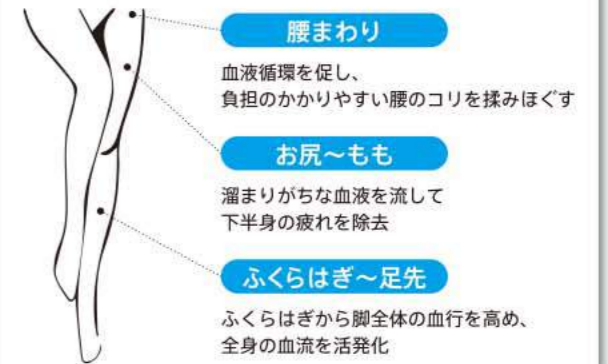 腰まわり
血液循環を促し、
負担のかかりやすい腰のコリを揉みほぐす
お尻～もも
溜まりがちな血液を流して
下半身の疲れを除去
ふくらはぎ～足先
ふくらはぎから脚全体の血行を高め、
全身の血流を活発化